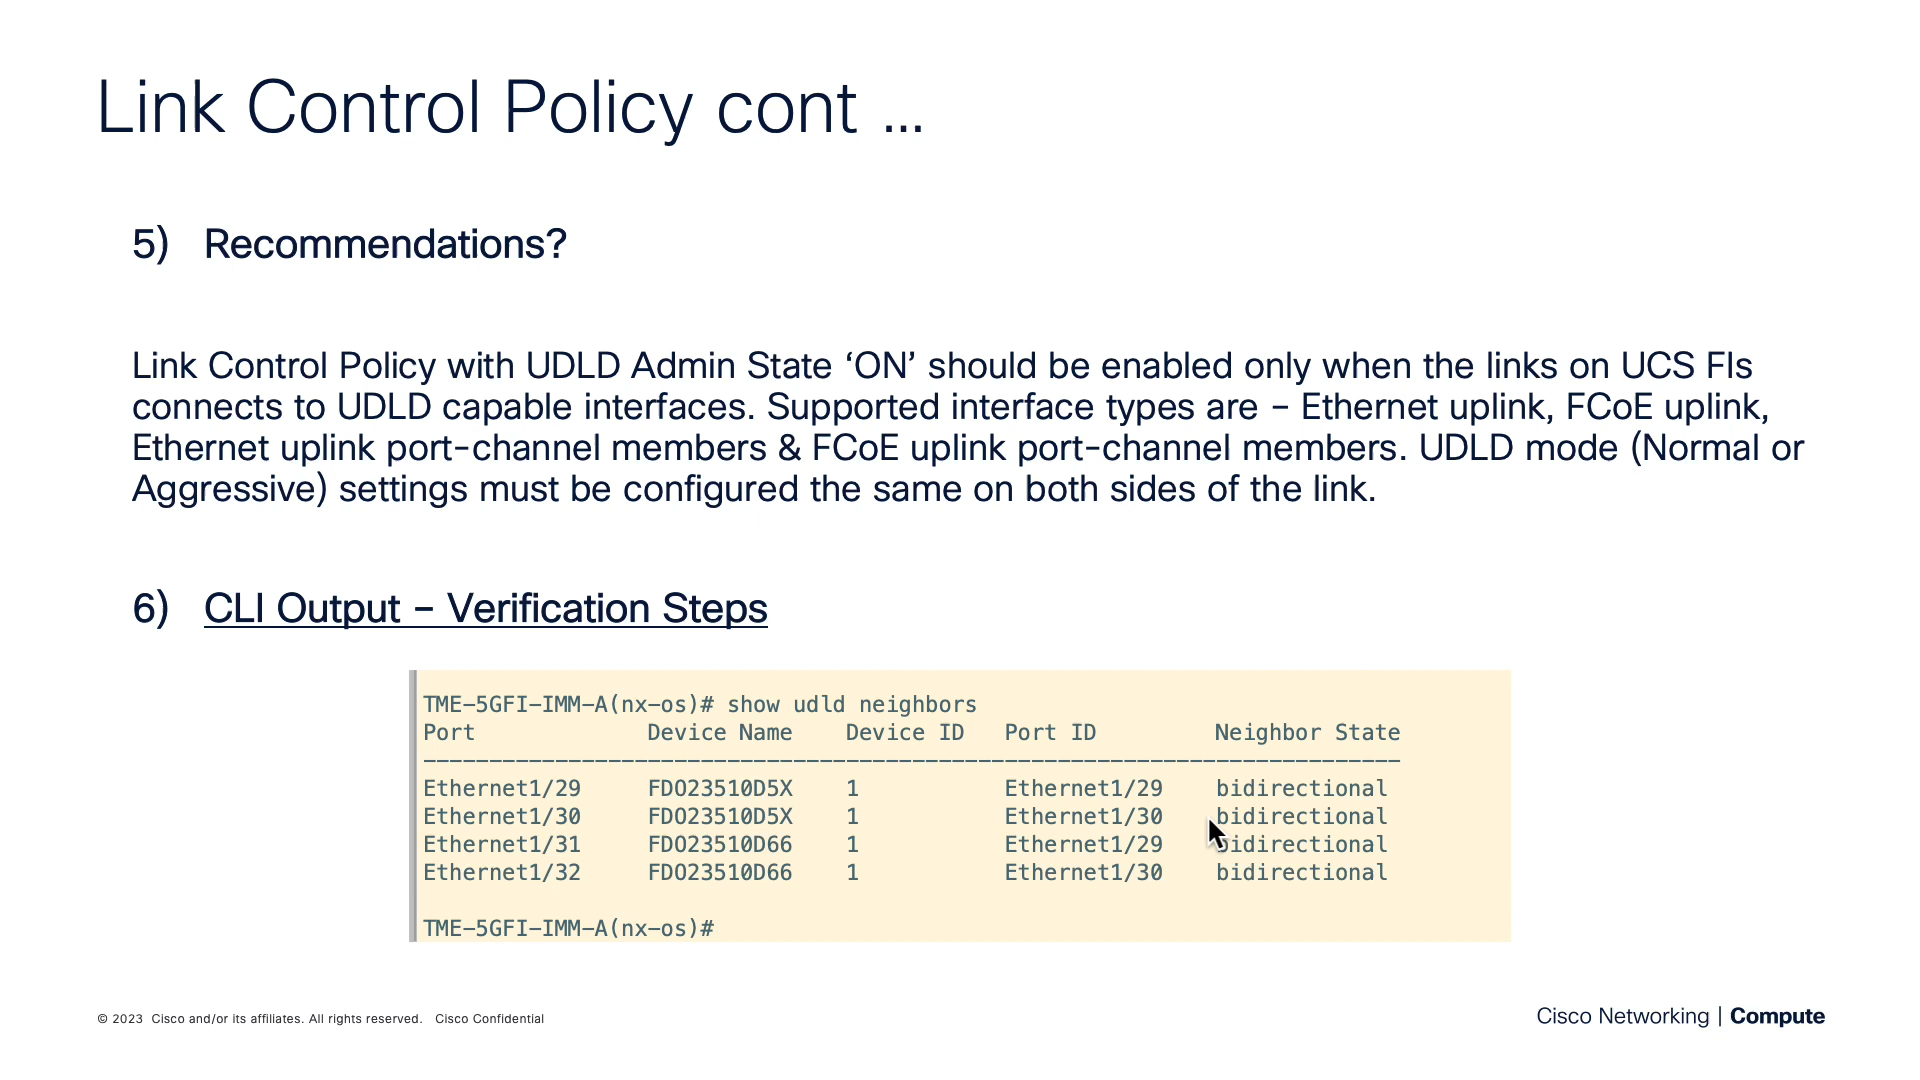 Link Control Policy cont ...
5) Recommendations?
Link Control Policy with UDLD Admin State ‘ON’ should be enabled only when the links on UCS FIs
connects to UDLD capable interfaces. Supported interface types are – Ethernet uplink, FCoE uplink,
Ethernet uplink port-channel members & FCoE uplink port-channel members. UDLD mode (Normal or
Aggressive) settings must be configured the same on both sides of the link.
6) CLI Output – Verification Steps
TME-5GFI-IMM-A(nx-os)# show udld neighbors
Port Device Name Device ID Port ID Neighbor State
--------------------------------------------------------------------------
Ethernet1/29 FDO23510D5X 1 Ethernet1/29 bidirectional
Ethernet1/30 FDO23510D5X 1 Ethernet1/30 bidirectional
Ethernet1/31 FDO23510D66 1 Ethernet1/29 bidirectional
Ethernet1/32 FDO23510D66 1 Ethernet1/30 bidirectional
TME-5GFI-IMM-A(nx-os)#
© 2023 Cisco and/or its affiliates. All rights reserved. Cisco Confidential
Cisco Networking | Compute